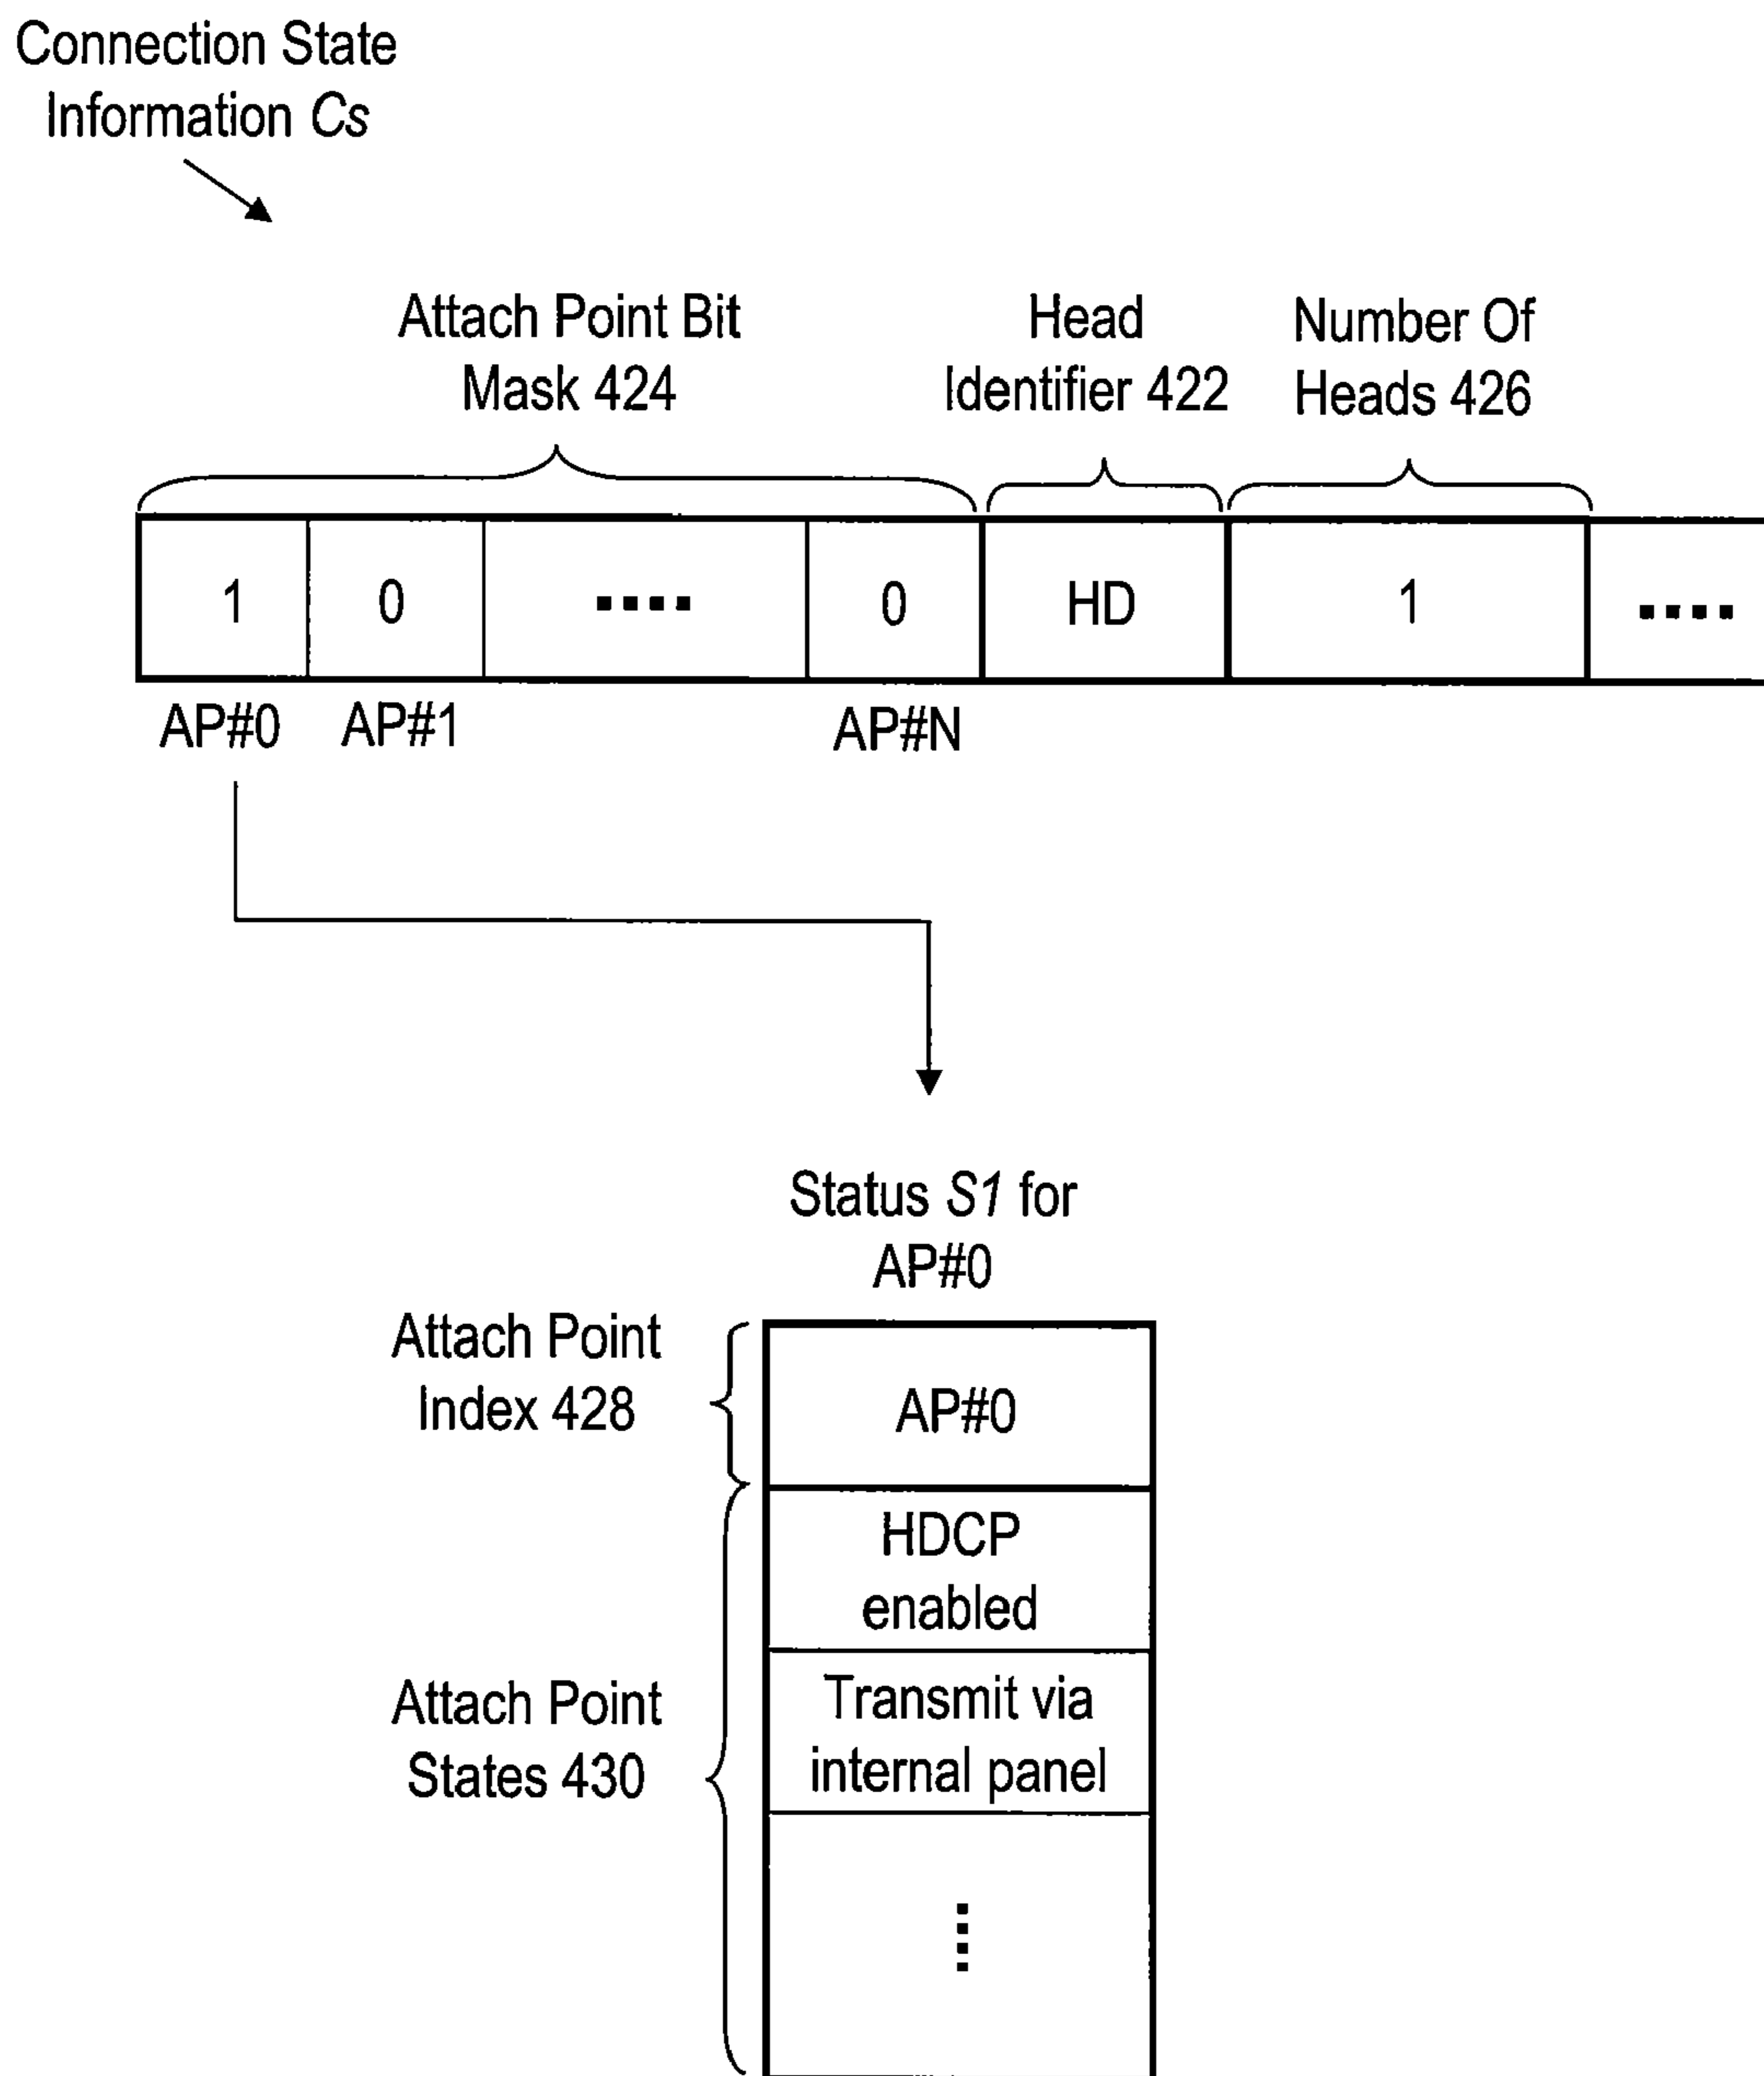 Connection State
Information Cs
Attach Point Bit
Mask 424
Head
Identifier 422
Number Of
Heads 426
1 0 .... 0 HD 1 ....
AP#0 AP#1 AP#N
Status S1 for
AP#0
Attach Point
Index 428
AP#0
HDCP
enabled
Attach Point
States 430
Transmit via
internal panel
....